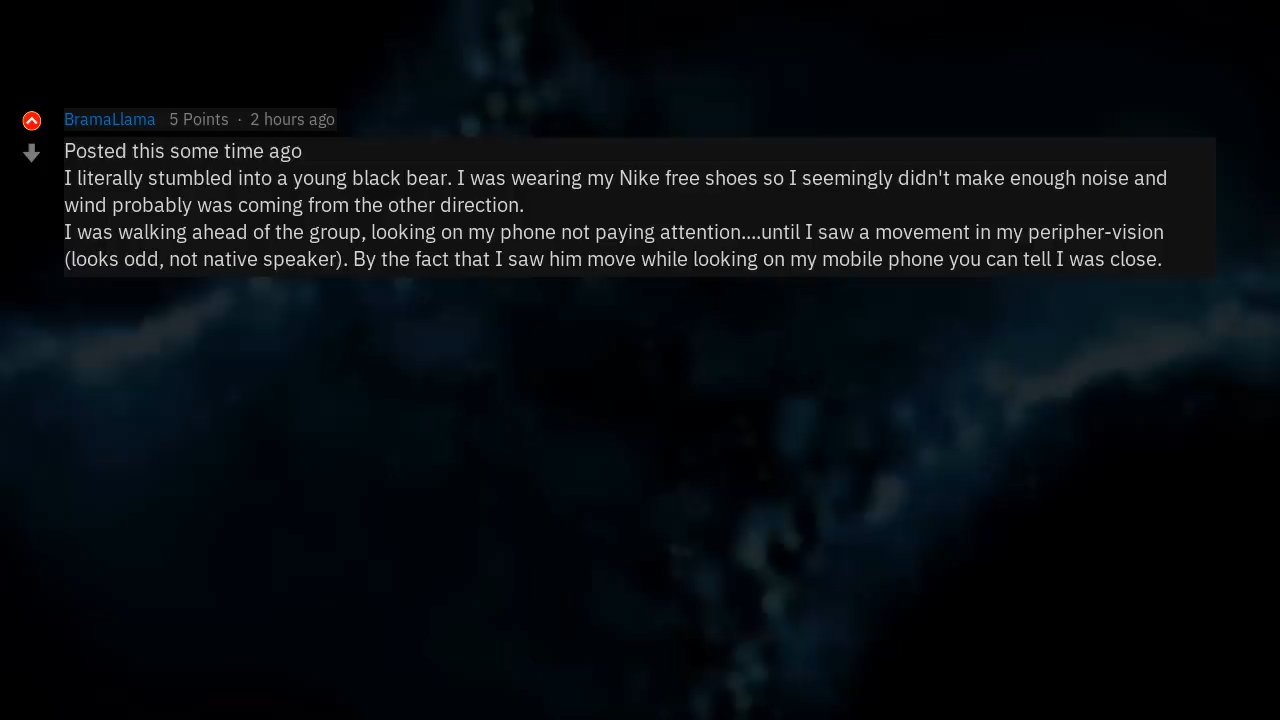 BramaLlama 5 Points · 2 hours ago
Posted this some time ago
I literally stumbled into a young black bear. I was wearing my Nike free shoes so I seemingly didn't make enough noise and
wind probably was coming from the other direction.
I was walking ahead of the group, looking on my phone not paying attention....until I saw a movement in my peripher-vision
(looks odd, not native speaker). By the fact that I saw him move while looking on my mobile phone you can tell I was close.